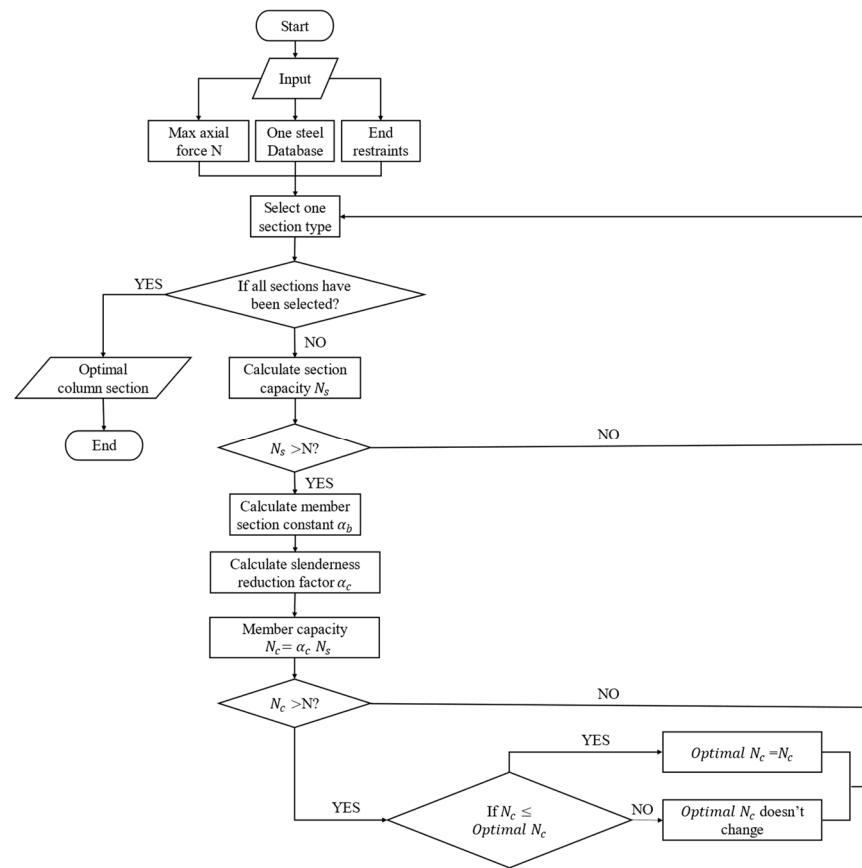 Start
Input
Max axial
force N
One steel
Database
End
restraints
Select one
section type
YES
If all sections have
been selected?
NO
Optimal
column section
Calculate section
capacity Nₛ
End
Nₛ >N?
NO
YES
Calculate member
section constant α_b
Calculate slenderness
reduction factor α_c
Member capacity
N_c= α_c Nₛ
N_c >N?
NO
YES
Optimal N_c =N_c
YES
If N_c ≤
Optimal N_c
NO
Optimal N_c doesn't
change